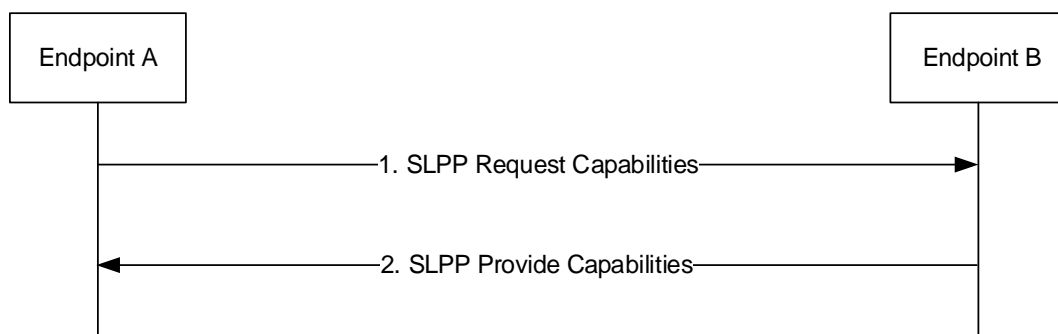 Endpoint A
Endpoint B
1. SLPP Request Capabilities
2. SLPP Provide Capabilities